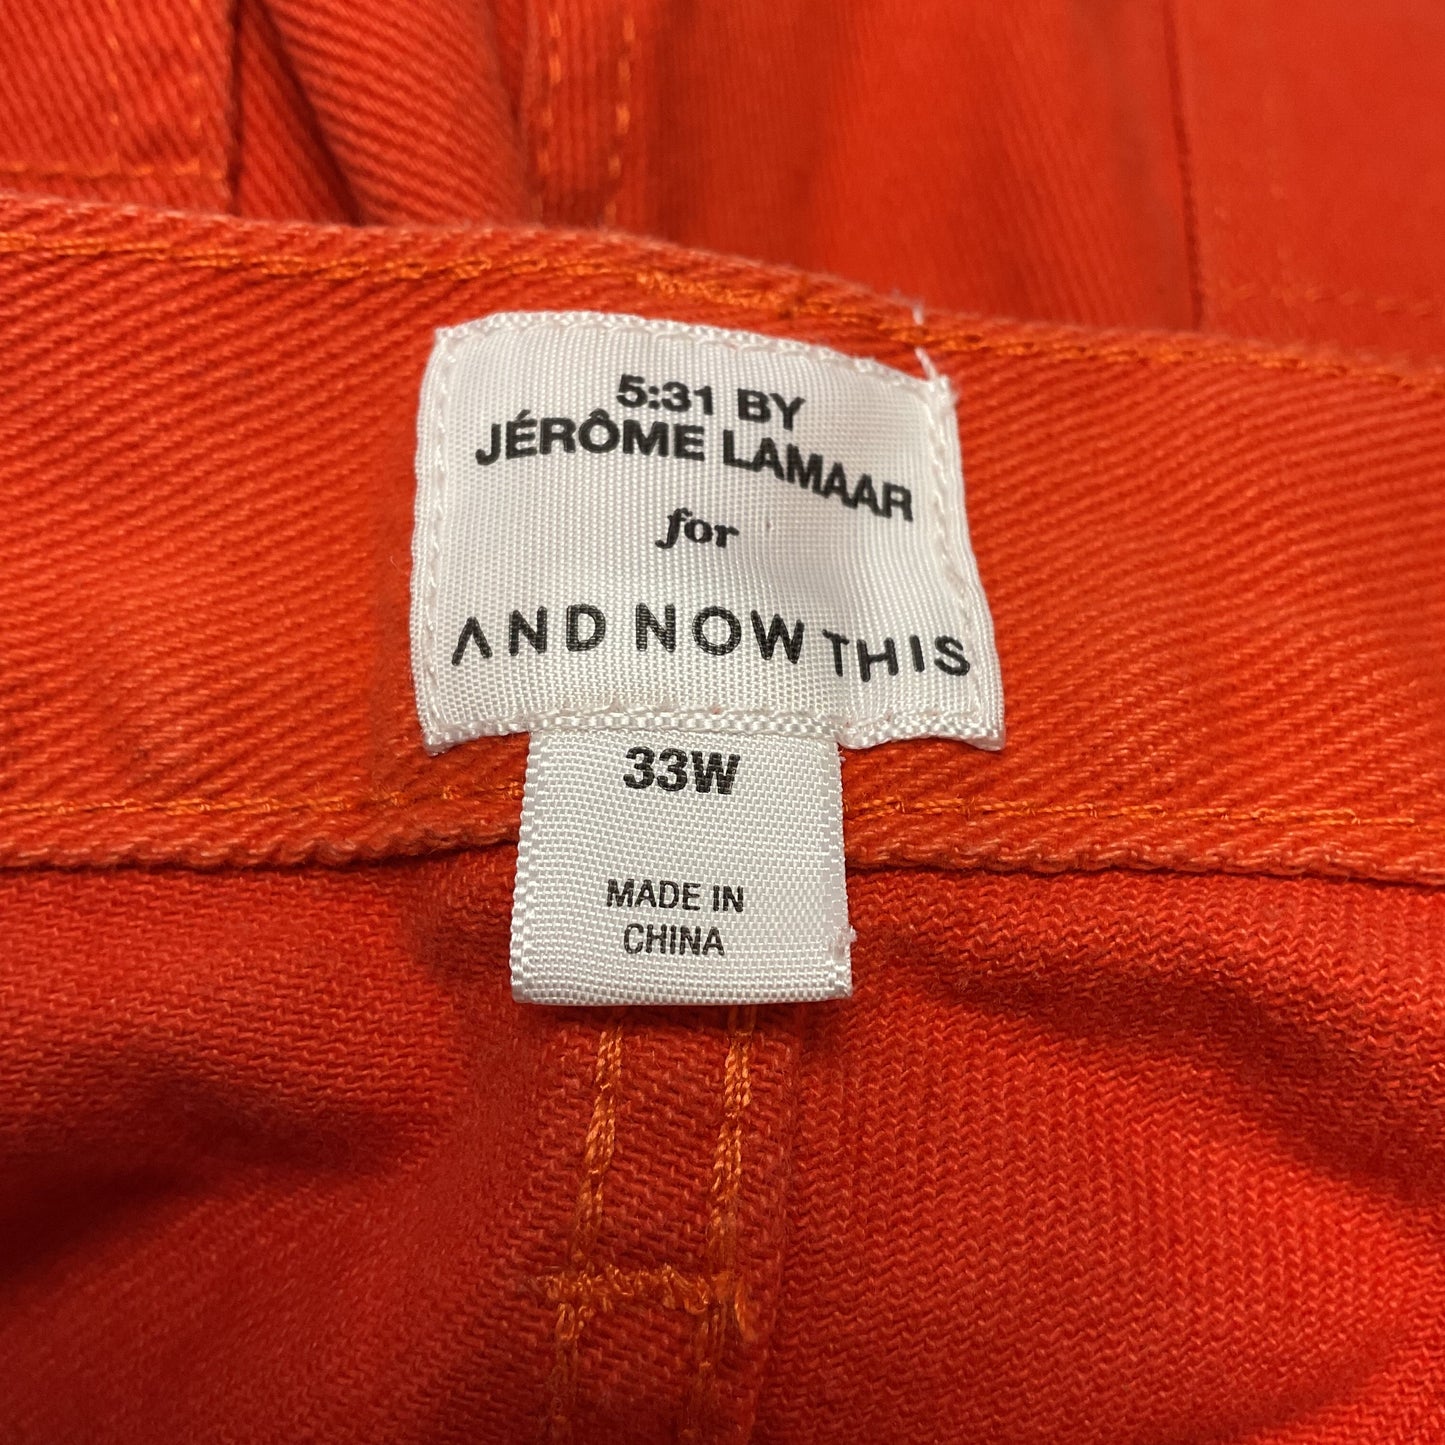 5:31 BY
JÉRÔME LAMAAR
for
AND NOW THIS
33W
MADE IN
CHINA